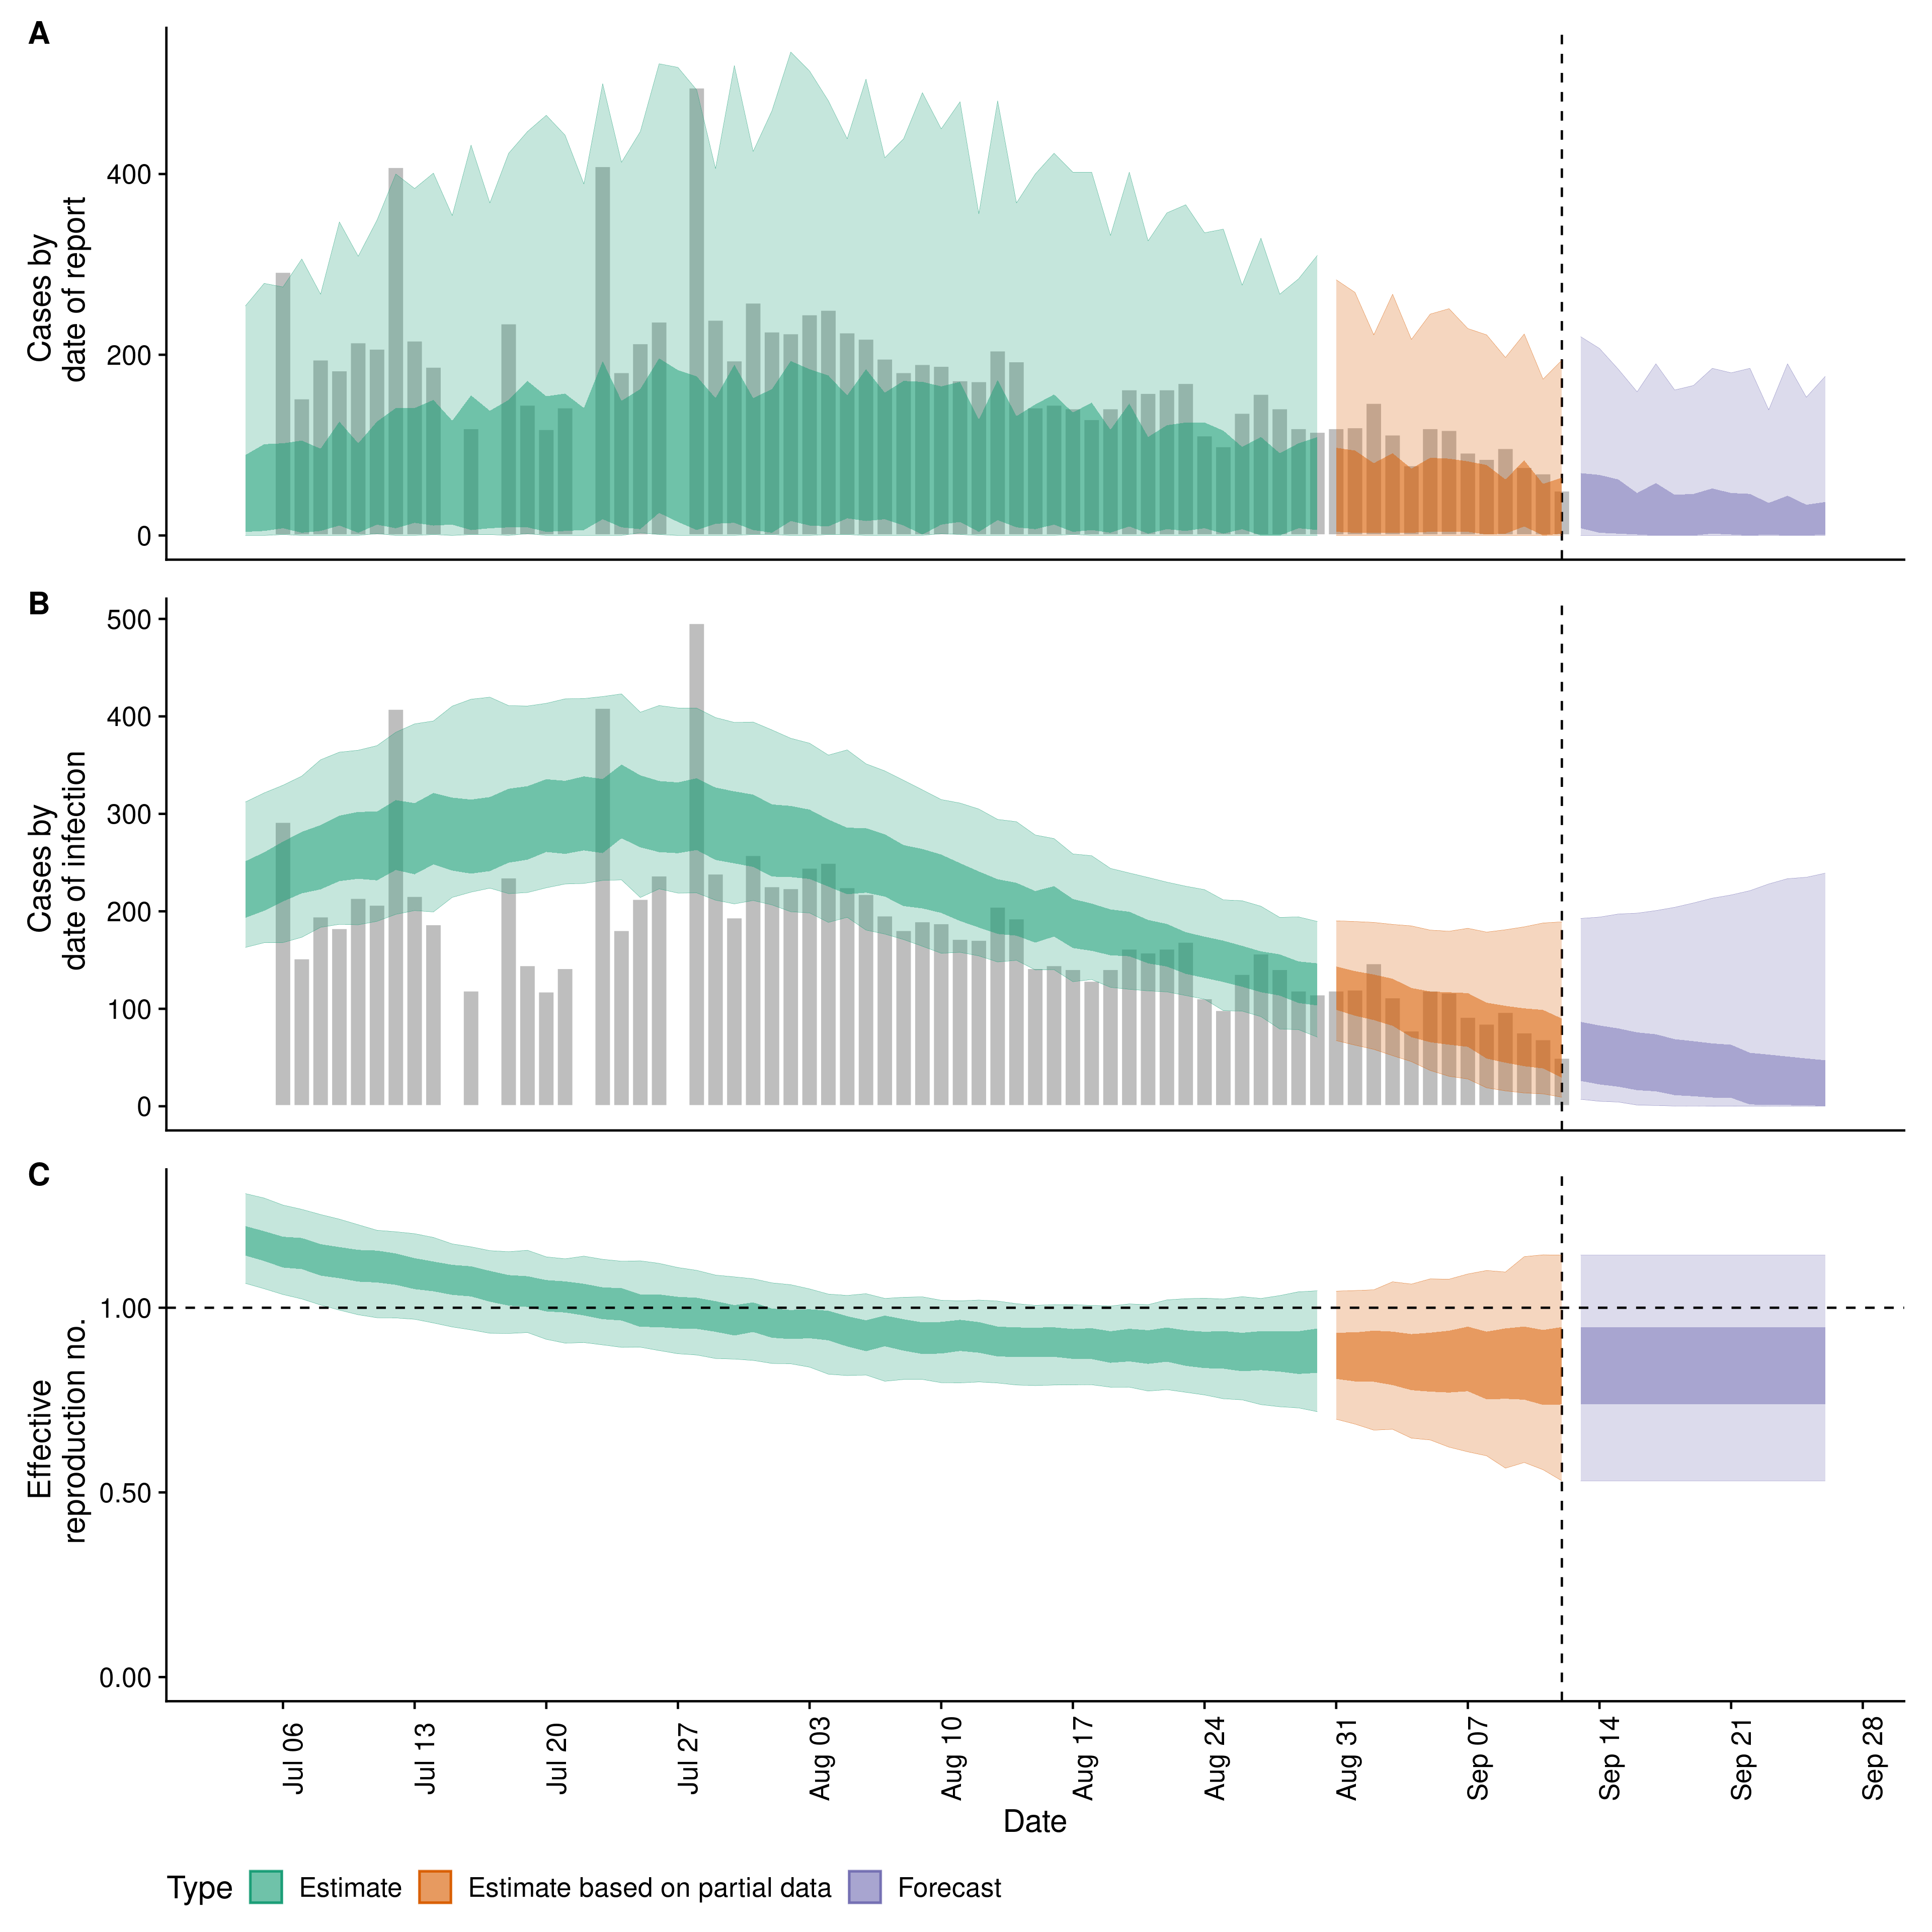 A
Cases by
date of report
400
200
0
B
Cases by
date of infection
500
400
300
200
100
0
C
Effective
reproduction no.
1.00
0.50
0.00
Jul 06
Jul 13
Jul 20
Jul 27
Aug 03
Aug 10
Aug 17
Aug 24
Aug 31
Sep 07
Sep 14
Sep 21
Sep 28
Date
Type Estimate Estimate based on partial data Forecast